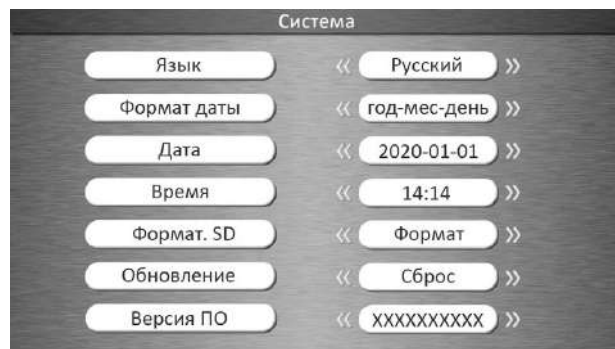 Система
Язык « Русский »
Формат даты « год-мес-день »
Дата « 2020-01-01 »
Время « 14:14 »
Формат. SD « Формат »
Обновление « Сброс »
Версия ПО « XXXXXXXXXX »